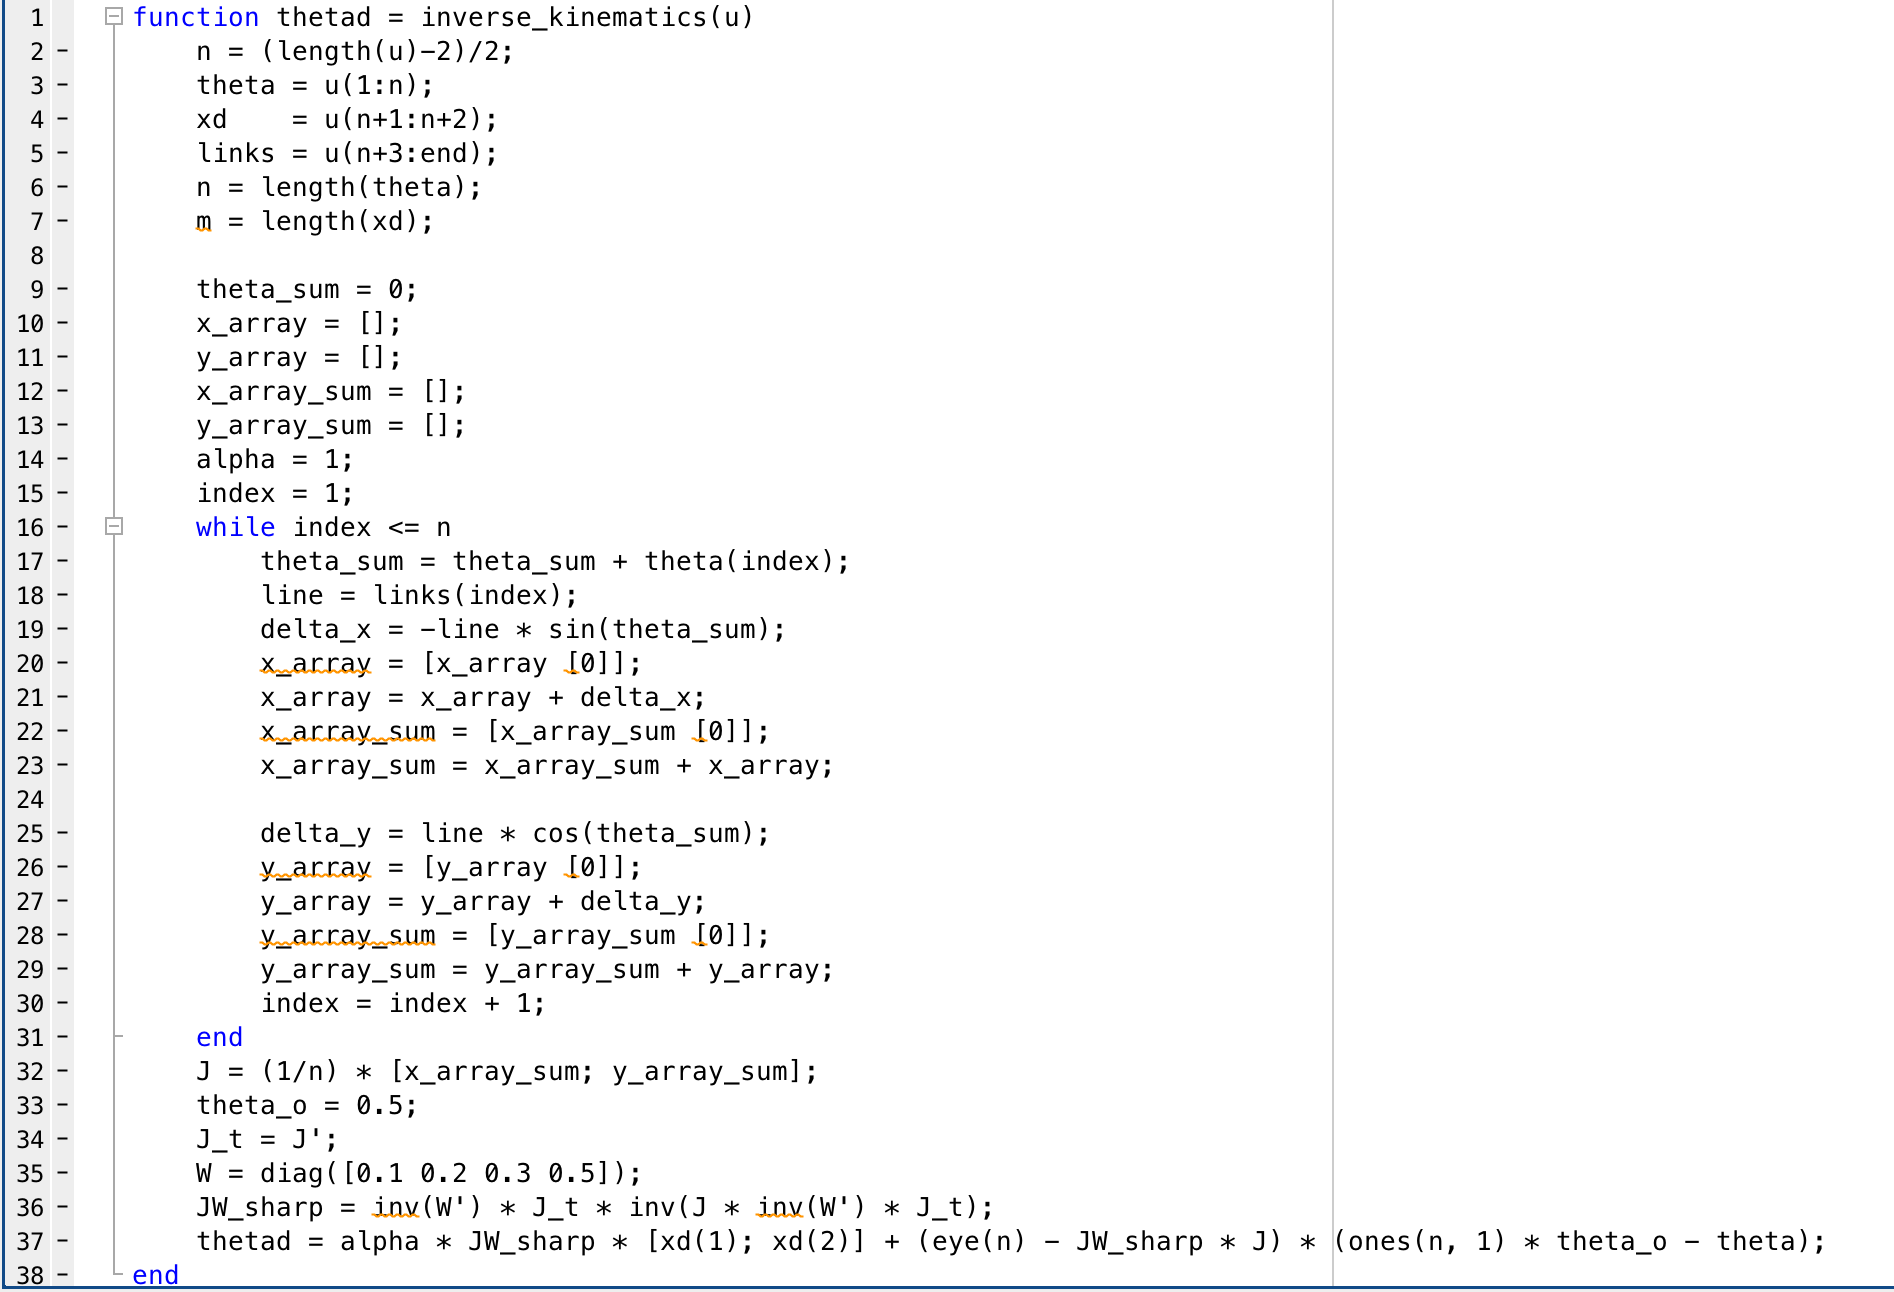 1 function thetad = inverse_kinematics(u)
2 - n = (length(u)-2)/2;
3 - theta = u(1:n);
4 - xd    = u(n+1:n+2);
5 - links = u(n+3:end);
6 - n = length(theta);
7 - m = length(xd);
8
9 - theta_sum = 0;
10 - x_array = [];
11 - y_array = [];
12 - x_array_sum = [];
13 - y_array_sum = [];
14 - alpha = 1;
15 - index = 1;
16 - while index <= n
17 - theta_sum = theta_sum + theta(index);
18 - line = links(index);
19 - delta_x = -line * sin(theta_sum);
20 - x_array = [x_array [0]];
21 - x_array = x_array + delta_x;
22 - x_array_sum = [x_array_sum [0]];
23 - x_array_sum = x_array_sum + x_array;
24
25 - delta_y = line * cos(theta_sum);
26 - y_array = [y_array [0]];
27 - y_array = y_array + delta_y;
28 - y_array_sum = [y_array_sum [0]];
29 - y_array_sum = y_array_sum + y_array;
30 - index = index + 1;
31 - end
32 - J = (1/n) * [x_array_sum; y_array_sum];
33 - theta_o = 0.5;
34 - J_t = J';
35 - W = diag([0.1 0.2 0.3 0.5]);
36 - JW_sharp = inv(W') * J_t * inv(J * inv(W') * J_t);
37 - thetad = alpha * JW_sharp * [xd(1); xd(2)] + (eye(n) - JW_sharp * J) * (ones(n, 1) * theta_o - theta);
38 - end